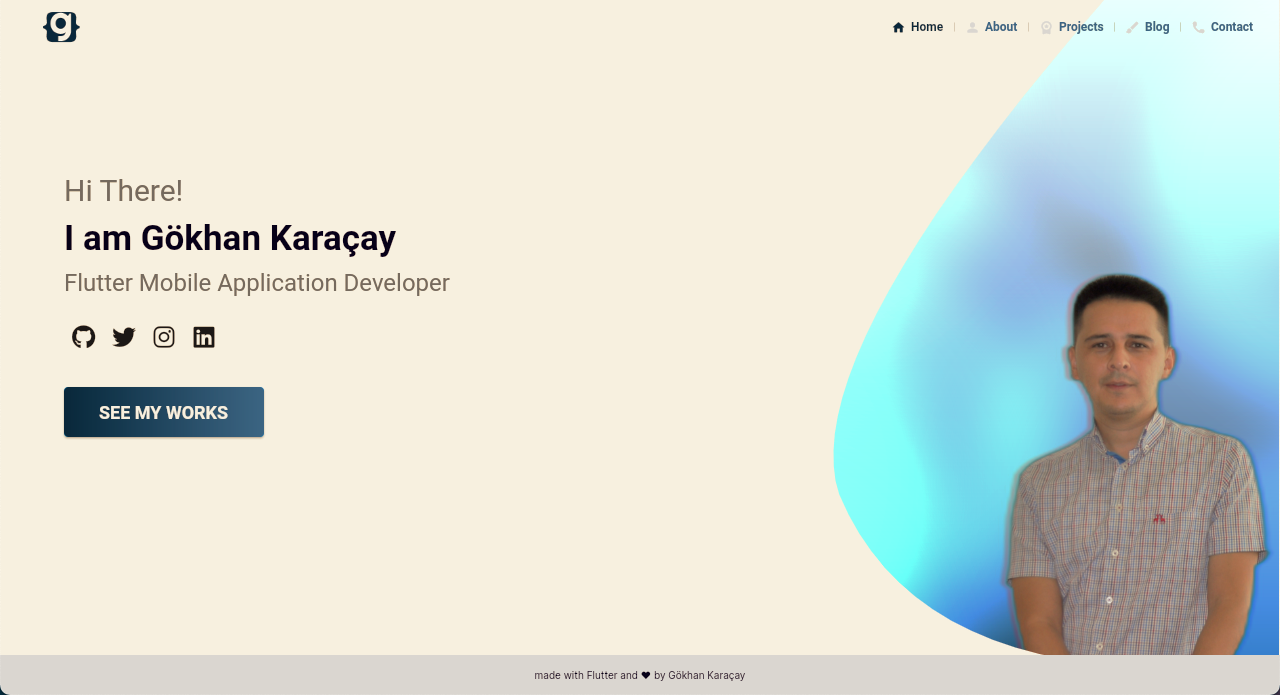 g
Home
About
Projects
Blog
Contact
Hi There!
I am Gökhan Karaçay
Flutter Mobile Application Developer
in
SEE MY WORKS
made with Flutter and ♥ by Gökhan Karaçay